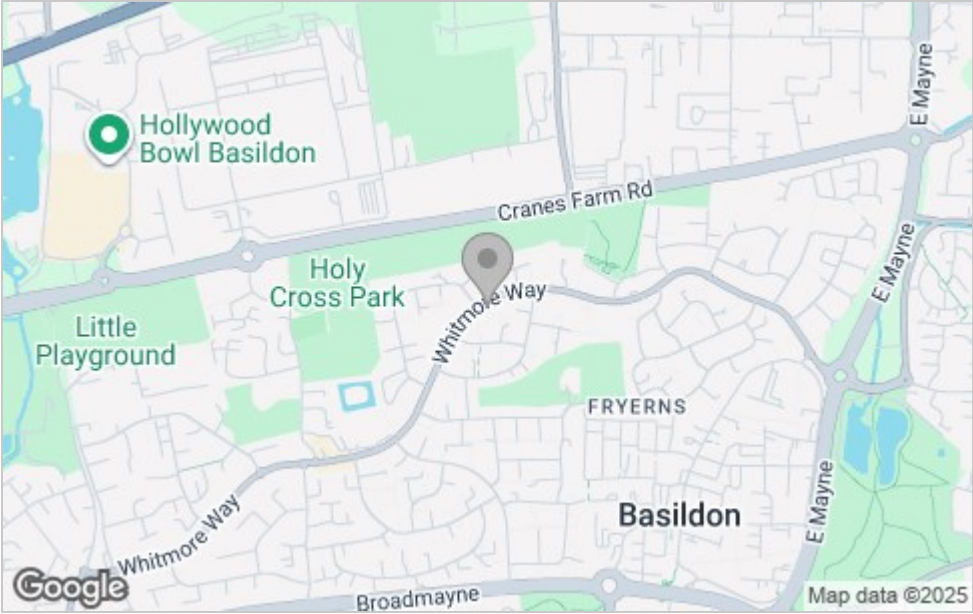 E Mayne
Hollywood
Bowl Basildon
Cranes Farm Rd
E Mayne
Holy
Cross Park
Whitmore Way
Little
Playground
FRYERNS
E Mayne
Whitmore Way
Basildon
Google
Broadmayne
Map data ©2025